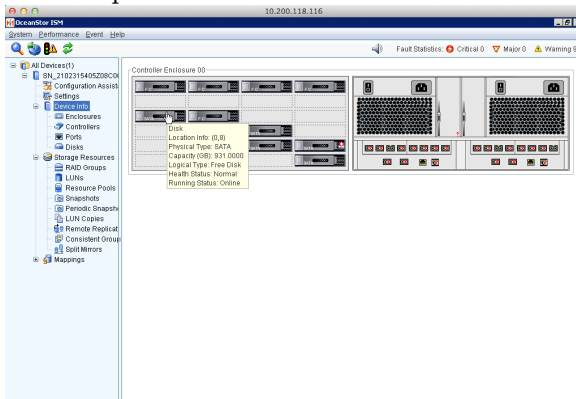 10.200.118.116
OceanStor ISM
System Performance Event Help
Fault Statistics: Critical 0 Major 0 Warning 9
All Devices(1)
SN_2102315405Z08C0
Configuration Assist
Settings
Device Info
Enclosures
Controllers
Ports
Disks
Storage Resources
RAID Groups
LUNs
Resource Pools
Snapshots
Periodic Snapsh
LUN Copies
Remote Replicat
Consistent Group
Split Mirrors
Mappings
Controller Enclosure 00
Disk
Location Info: (0,8)
Physical Type: SATA
Capacity (GB): 931.0000
Logical Type: Free Disk
Health Status: Normal
Running Status: Online